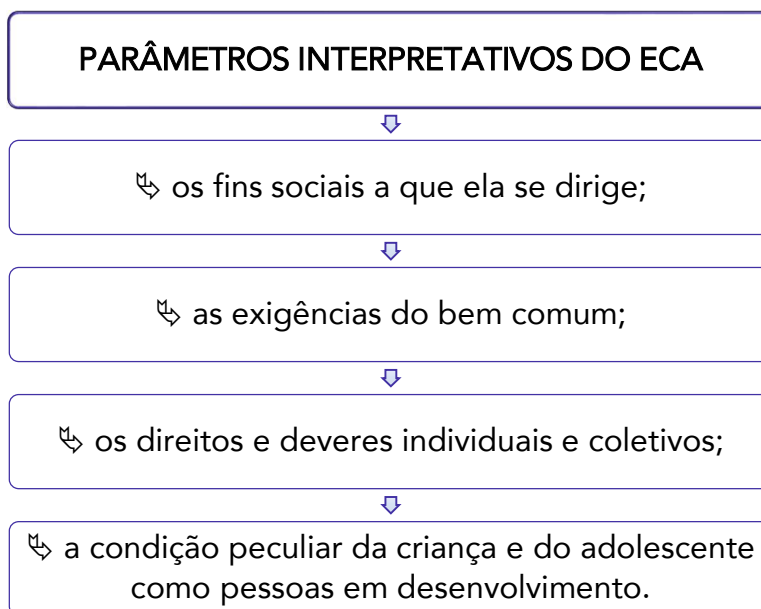 PARÂMETROS INTERPRETATIVOS DO ECA
↳ os fins sociais a que ela se dirige;
↳ as exigências do bem comum;
↳ os direitos e deveres individuais e coletivos;
↳ a condição peculiar da criança e do adolescente
como pessoas em desenvolvimento.